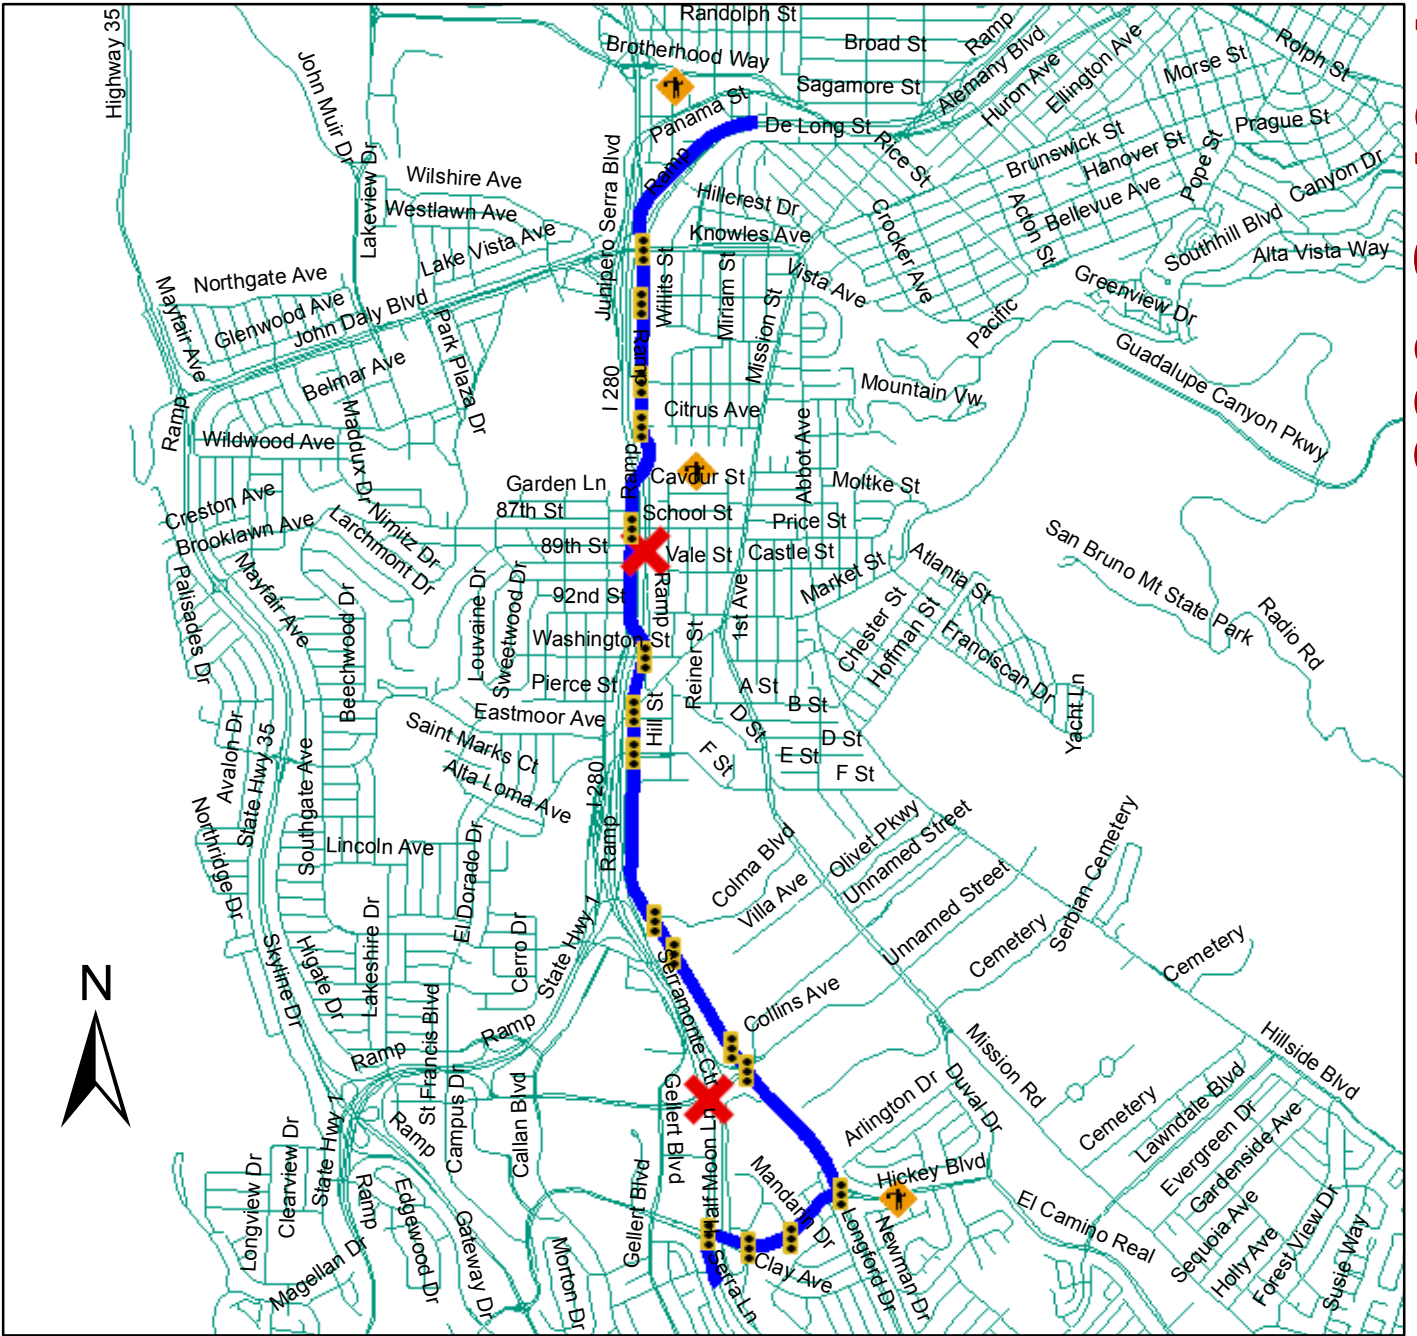 Randolph St
Highway 35
John Muir Dr
Brotherhood Way
Broad St
Ramp
Alemany Blvd
Huron Ave
Ellington Ave
Morse St
Rolph St
Sagamore St
Panama St
De Long St
Rice St
Brunswick St
Hanover St
Prague St
Pope St
Canyon Dr
Lakeview Dr
Wilshire Ave
Westlawn Ave
Lake Vista Ave
Junipero Serra Blvd
Ramp
Hillcrest Dr
Knowles Ave
Crocker Ave
Acton St
Bellevue Ave
Southhill Blvd
Alta Vista Way
Northgate Ave
Mayfair Ave
Glenwood Ave
John Daly Blvd
Willits St
Miriam St
Mission St
Vista Ave
Pacific
Greenview Dr
Guadalupe Canyon Pkwy
Belmar Ave
Park Plaza Dr
I 280
Ramp
Citrus Ave
Mountain Vw
Ramp
Wildwood Ave
Maddux Dr
Ramp
Cavour St
Abbot Ave
Moltke St
Creston Ave
Brooklawn Ave
Nimitz Dr
Larchmont Dr
Garden Ln
87th St
School St
Price St
89th St
Vale St
Castle St
Market St
Atlanta St
San Bruno Mt State Park
Radio Rd
Palisades Dr
Mayfair Ave
Beechwood Dr
Louvaine Dr
Sweetwood Dr
92nd St
Ramp
1st Ave
Chester St
Hoffman St
Franciscan Dr
Yacht Ln
Washington St
Reiner St
Pierce St
Eastmoor Ave
Hill St
A St
B St
D St
D St
E St
F St
F St
Avalon Dr
State Hwy 35
Southgate Ave
Saint Marks Ct
Alta Loma Ave
I 280
Ramp
Northridge Dr
Lincoln Ave
El Dorado Dr
Colma Blvd
Villa Ave
Olivet Pkwy
Unnamed Street
Unnamed Street
Cemetery
Serbian Cemetery
Cemetery
N
Skyline Dr
Higate Dr
Lakeshire Dr
Cerro Dr
State Hwy 1
Serramonte Ctr
Collins Ave
Ramp
St Francis Blvd
Ramp
Mission Rd
Hillside Blvd
Ramp
Campus Dr
Callan Blvd
Gellert Blvd
Half Moon Ln
Arlington Dr
Duval Dr
Cemetery
Lawndale Blvd
Evergreen Dr
Gardenside Ave
Longview Dr
Clearview Dr
State Hwy 1
Ramp
Edgewood Dr
Gateway Dr
Morton Dr
Gellert Blvd
Mandarin Dr
Hickey Blvd
Longford Dr
Newman Dr
El Camino Real
Sequoia Ave
Holly Ave
Forest View Dr
Susie Way
Magellan Dr
Serra Ln
Clay Ave